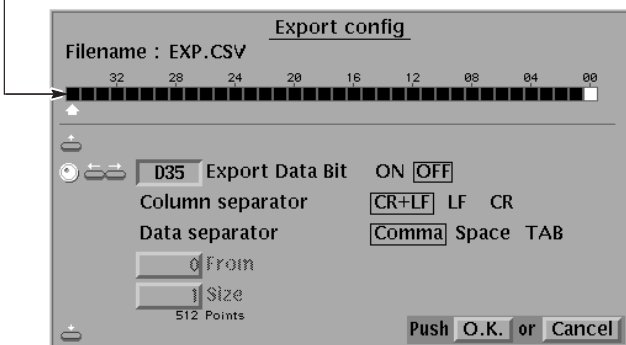 Export config
Filename : EXP.CSV
32 28 24 20 16 12 08 04 00
D35 Export Data Bit ON OFF
Column separator CR+LF LF CR
Data separator Comma Space TAB
0 From
1 Size
512 Points
Push O.K. or Cancel